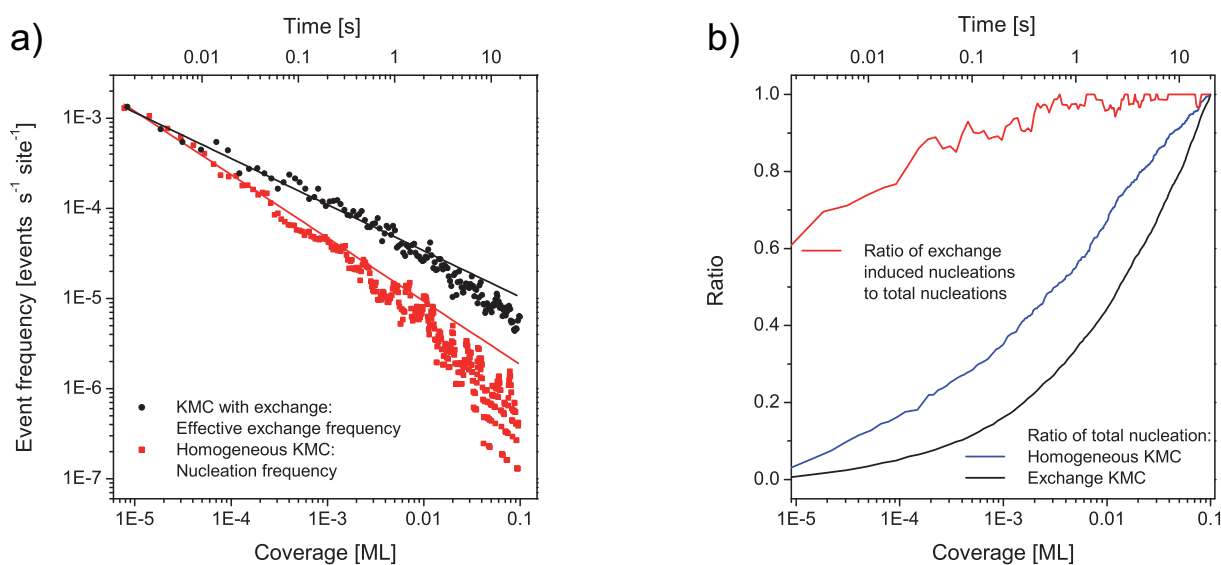 a)
Time [s]
0.01 0.1 1 10
1E-3
1E-4
1E-5
1E-6
1E-7
Event frequency [events s⁻¹ site⁻¹]
KMC with exchange:
Effective exchange frequency
Homogeneous KMC:
Nucleation frequency
1E-5 1E-4 1E-3 0.01 0.1
Coverage [ML]
b)
Time [s]
0.01 0.1 1 10
1.0
0.8
0.6
0.4
0.2
0.0
Ratio
Ratio of exchange
induced nucleations
to total nucleations
Ratio of total nucleation:
Homogeneous KMC
Exchange KMC
1E-5 1E-4 1E-3 0.01 0.1
Coverage [ML]